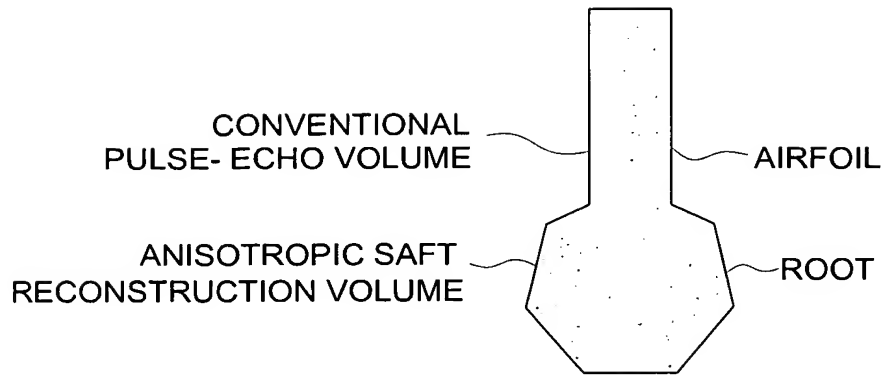 CONVENTIONAL
PULSE- ECHO VOLUME
AIRFOIL
ANISOTROPIC SAFT
RECONSTRUCTION VOLUME
ROOT